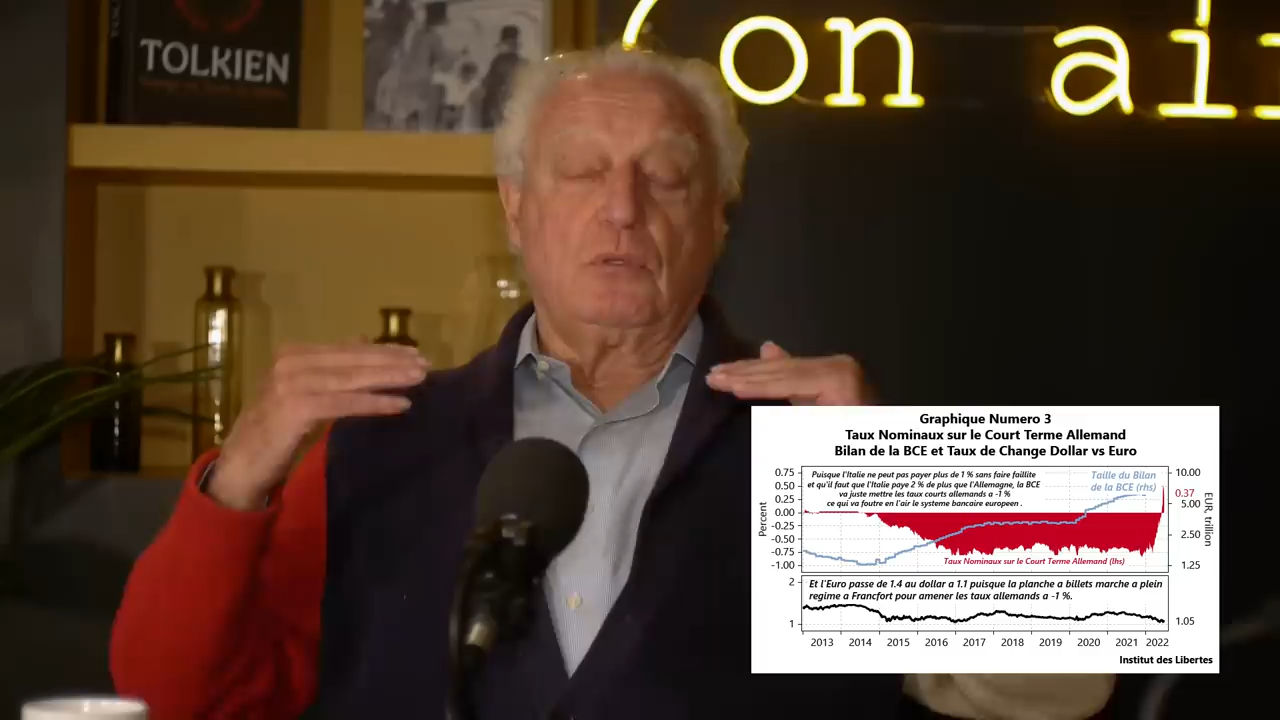 TOLKIEN
on ai
Graphique Numero 3
Taux Nominaux sur le Court Terme Allemand
Bilan de la BCE et Taux de Change Dollar vs Euro
Puisque l'Italie ne peut pas payer plus de 1 % sans faire faillite
et qu'il faut que l'Italie paye 2 % de plus que l'Allemagne, la BCE
va juste mettre les taux courts allemands a -1 %
ce qui va foutre en l'air le systeme bancaire europeen .
Taille du Bilan
de la BCE (rhs)
0.75
0.50
0.25
0.00
-0.25
-0.50
-0.75
-1.00
Percent
10.00
0.37
5.00
2.50
1.25
EUR, trillion
Taux Nominaux sur le Court Terme Allemand (lhs)
2
1
Et l'Euro passe de 1.4 au dollar a 1.1 puisque la planche a billets marche a plein
regime a Francfort pour amener les taux allemands a -1 %.
1.05
2013 2014 2015 2016 2017 2018 2019 2020 2021 2022
Institut des Libertes